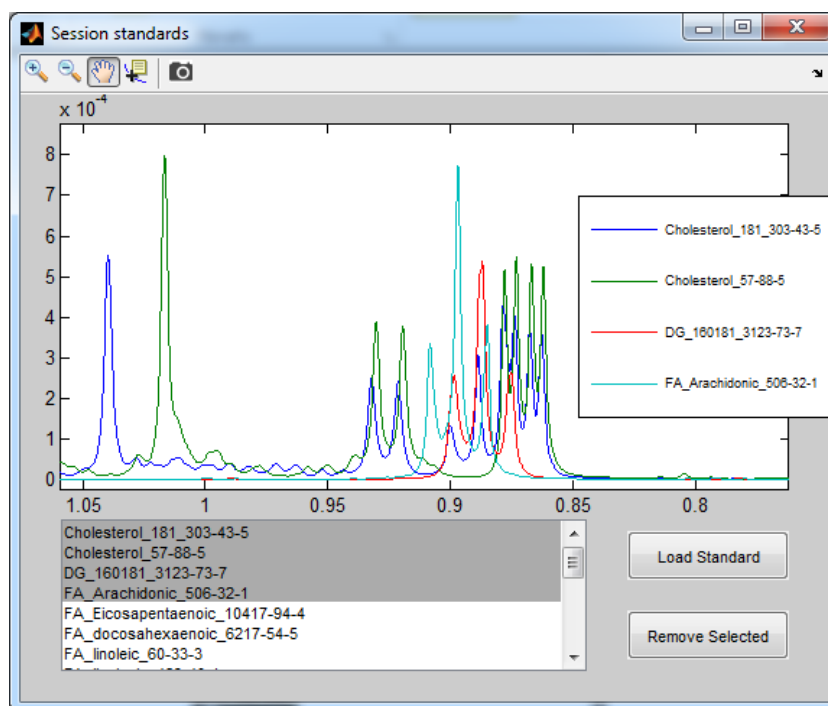 Session standards
x 10-4
8
7
6
5
4
3
2
1
0
1.05 1 0.95 0.9 0.85 0.8
Cholesterol_181_303-43-5
Cholesterol_57-88-5
DG_160181_3123-73-7
FA_Arachidonic_506-32-1
Cholesterol_181_303-43-5
Cholesterol_57-88-5
DG_160181_3123-73-7
FA_Arachidonic_506-32-1
FA_Eicosapentaenoic_10417-94-4
FA_docosahexaenoic_6217-54-5
FA_linoleic_60-33-3
Load Standard
Remove Selected